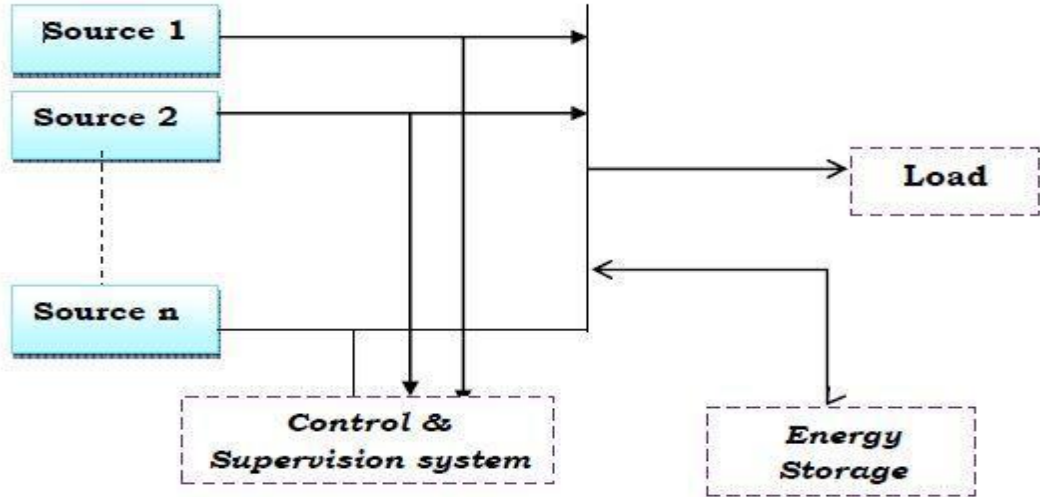 Source 1
Source 2
Load
Source n
Control &
Supervision system
Energy
Storage